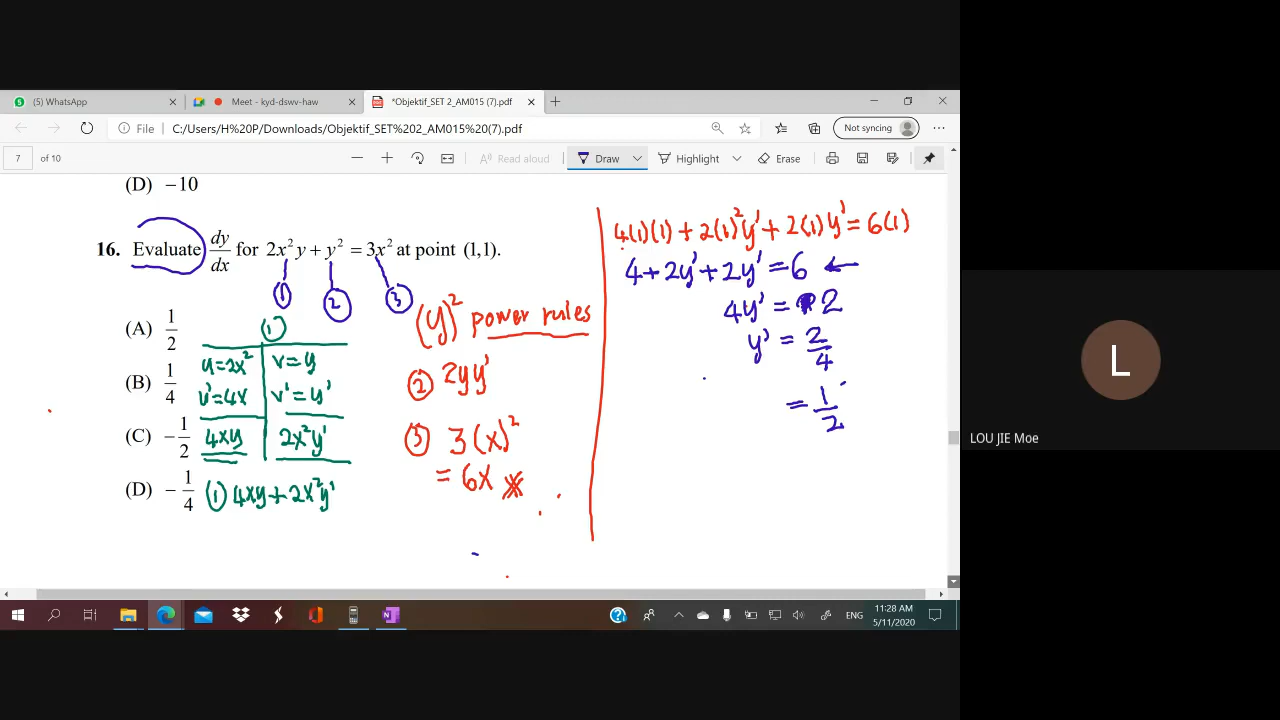 (5) WhatsApp
Meet - kyd-dswv-haw
*Objektif_SET 2_AM015 (7).pdf
File
C:/Users/H%20P/Downloads/Objektif_SET%202_AM015%20(7).pdf
Not syncing
7 of 10
Read aloud
Draw
Highlight
Erase
(D) −10
16. Evaluate dy/dx for 2x²y + y² = 3x² at point (1,1).
① ② ③
(A) 1/2
(B) 1/4
(C) −1/2
(D) −1/4
①
u=2x² v=y
u'=4x v'=y'
4xy 2x²y'
① 4xy+2x²y'
(y)² power rules
② 2yy'
③ 3(x)²
= 6x
4(1)(1) + 2(1)²y' + 2(1)y' = 6(1)
4+2y'+2y' = 6 ←
4y' = 2
y' = 2/4
= 1/2
LOU JIE Moe
L
ENG
11:28 AM
5/11/2020